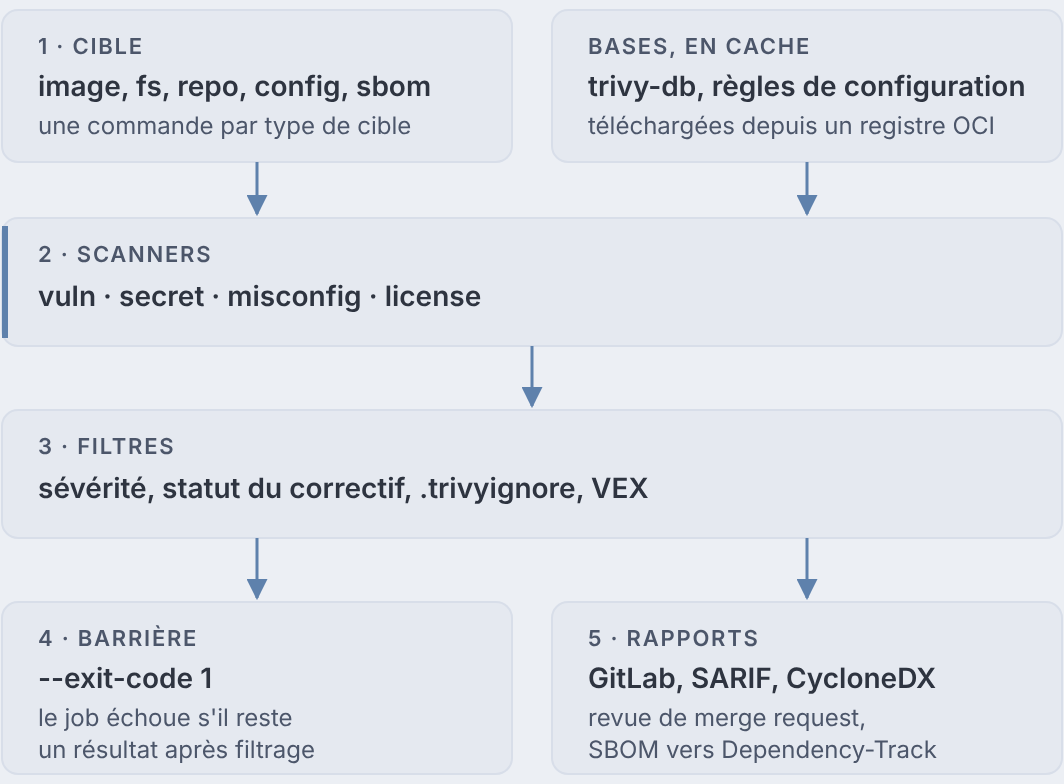 1 · CIBLE
image, fs, repo, config, sbom
une commande par type de cible
BASES, EN CACHE
trivy-db, règles de configuration
téléchargées depuis un registre OCI
2 · SCANNERS
vuln · secret · misconfig · license
3 · FILTRES
sévérité, statut du correctif, .trivyignore, VEX
4 · BARRIÈRE
--exit-code 1
le job échoue s'il reste
un résultat après filtrage
5 · RAPPORTS
GitLab, SARIF, CycloneDX
revue de merge request,
SBOM vers Dependency-Track